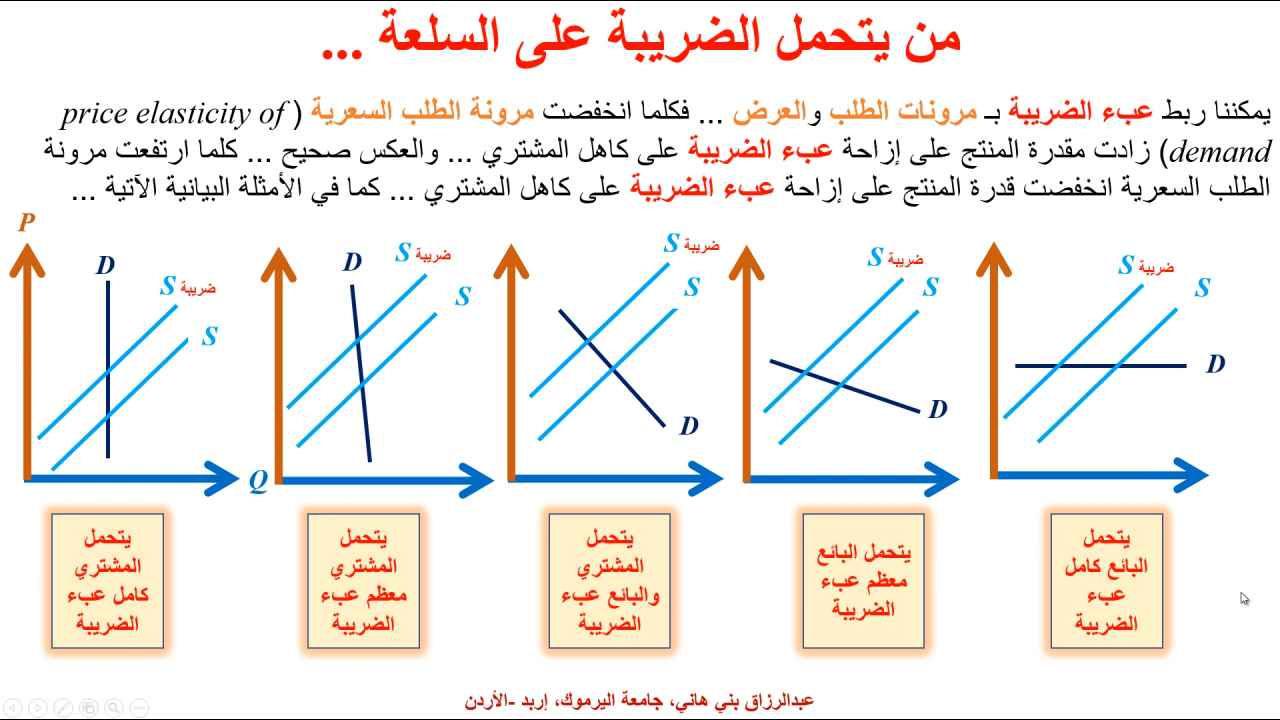 من يتحمل الضريبة على السلعة ...
يمكننا ربط عبء الضريبة بـ مرونات الطلب والعرض ... فكلما انخفضت مرونة الطلب السعرية (price elasticity of
demand) زادت مقدرة المنتج على إزاحة عبء الضريبة على كاهل المشتري ... والعكس صحيح ... كلما ارتفعت مرونة
الطلب السعرية انخفضت قدرة المنتج على إزاحة عبء الضريبة على كاهل المشتري ... كما في الأمثلة البيانية الآتية ...
P
D
S ضريبة
S
Q
D
S ضريبة
S
S ضريبة
S
D
S ضريبة
S
D
S ضريبة
S
D
يتحمل
المشتري
كامل عبء
الضريبة
يتحمل
المشتري
معظم عبء
الضريبة
يتحمل
المشتري
والبائع عبء
الضريبة
يتحمل البائع
معظم عبء
الضريبة
يتحمل
البائع كامل
عبء
الضريبة
عبدالرزاق بني هاني، جامعة اليرموك، إربد -الأردن